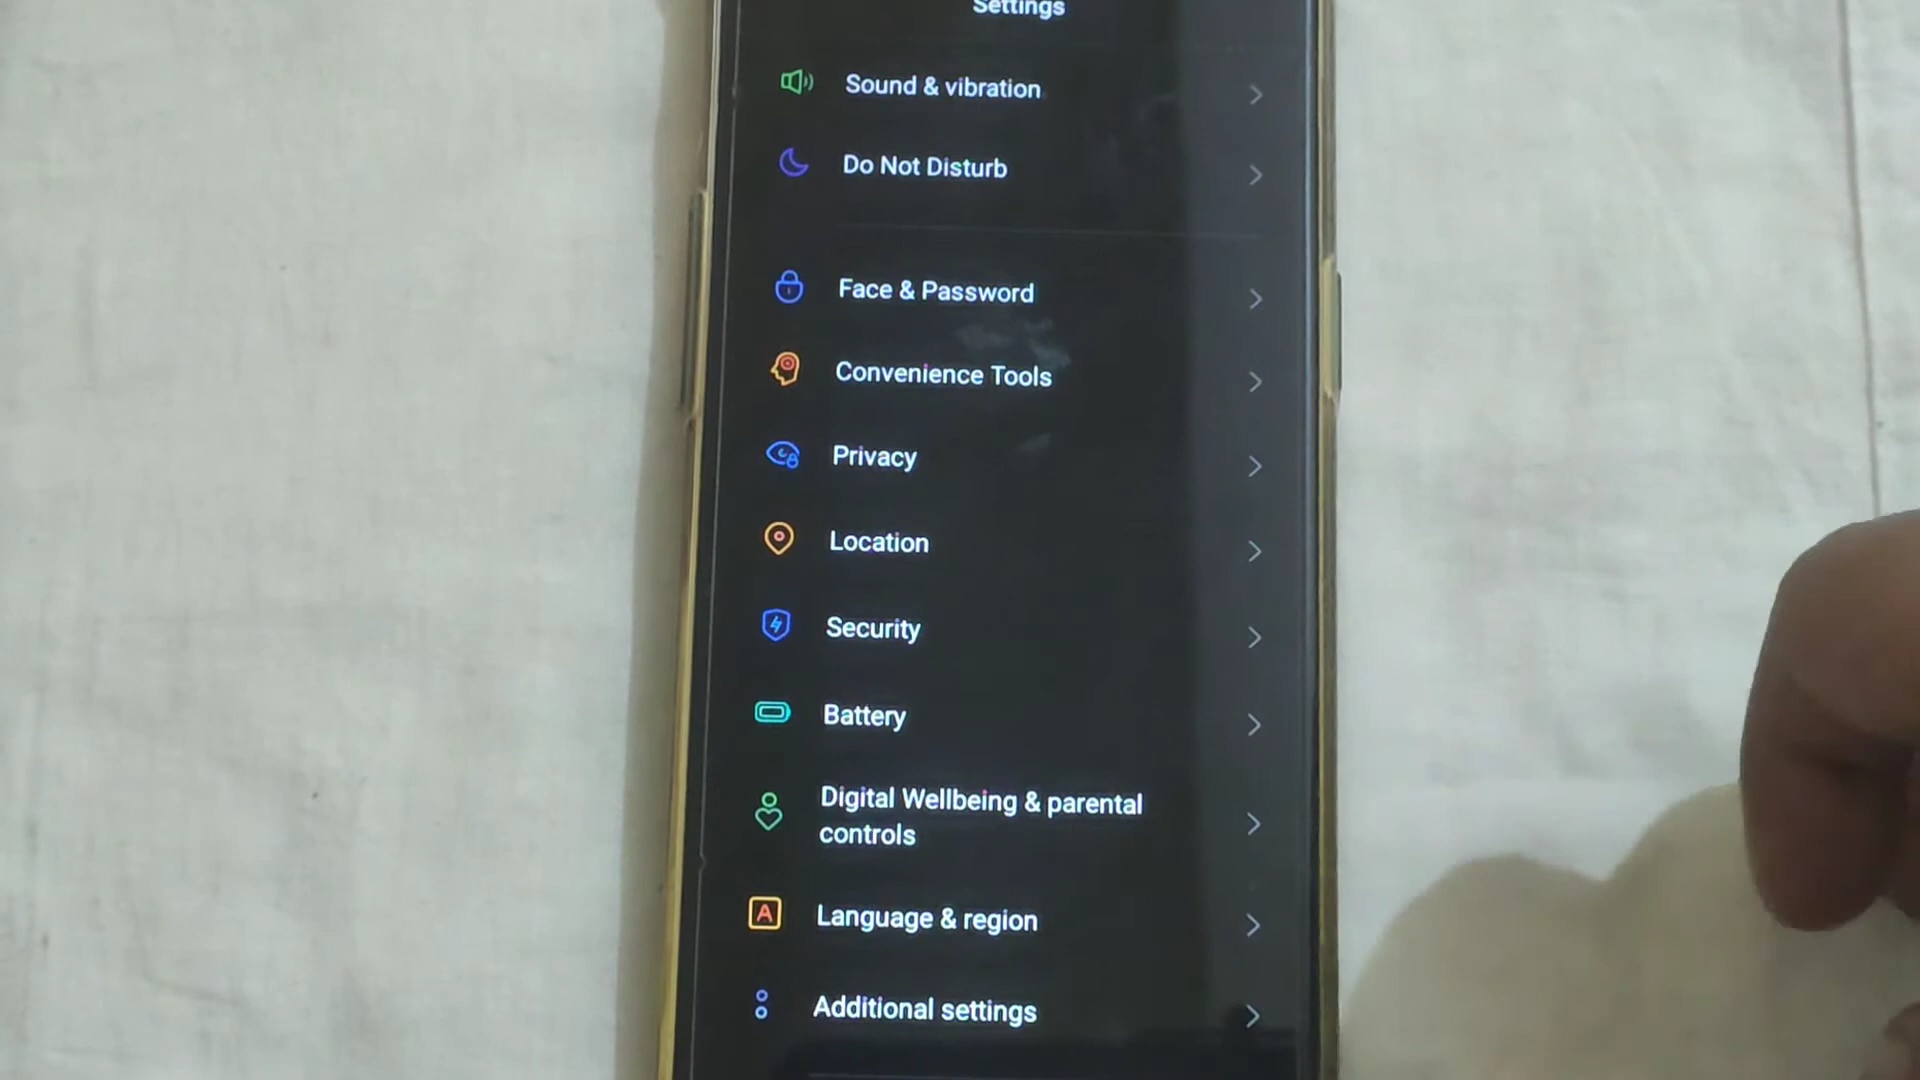 Settings
Sound & vibration
Do Not Disturb
Face & Password
Convenience Tools
Privacy
Location
Security
Battery
Digital Wellbeing & parental
controls
A
Language & region
Additional settings